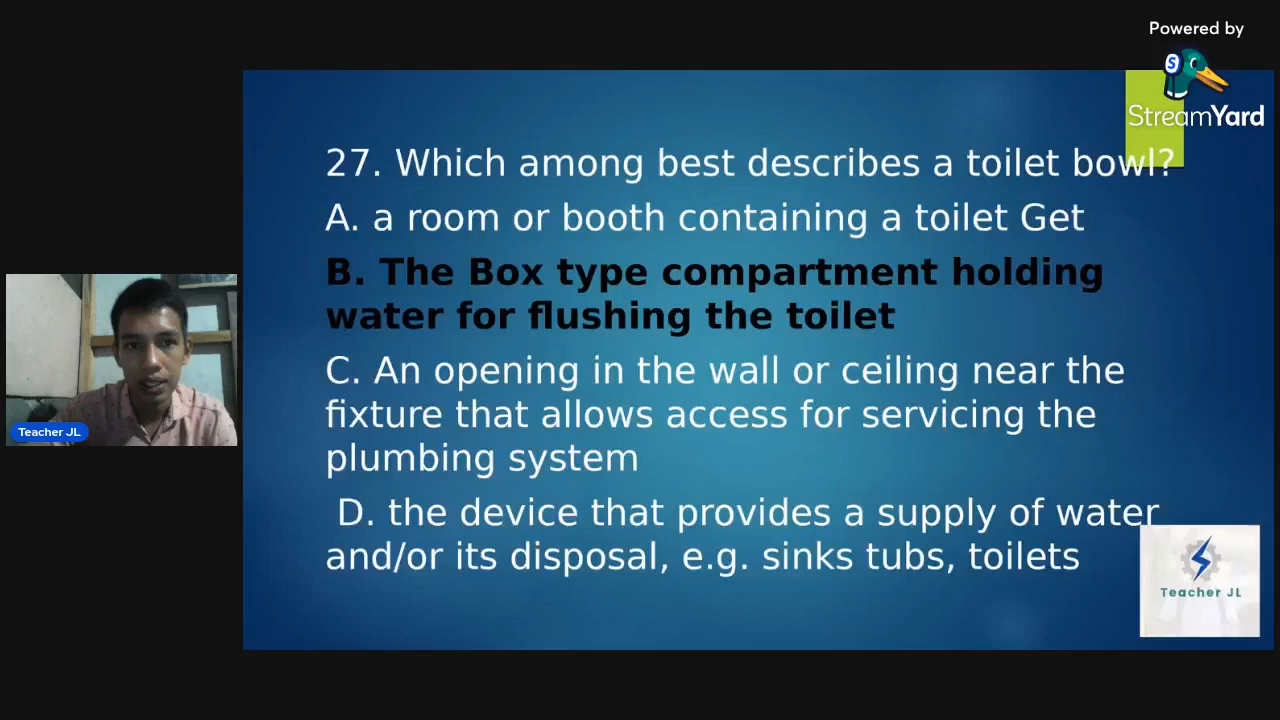 Powered by
S
StreamYard
27. Which among best describes a toilet bowl?
A. a room or booth containing a toilet Get
B. The Box type compartment holding
water for flushing the toilet
C. An opening in the wall or ceiling near the
fixture that allows access for servicing the
plumbing system
D. the device that provides a supply of water
and/or its disposal, e.g. sinks tubs, toilets
Teacher JL
Teacher JL